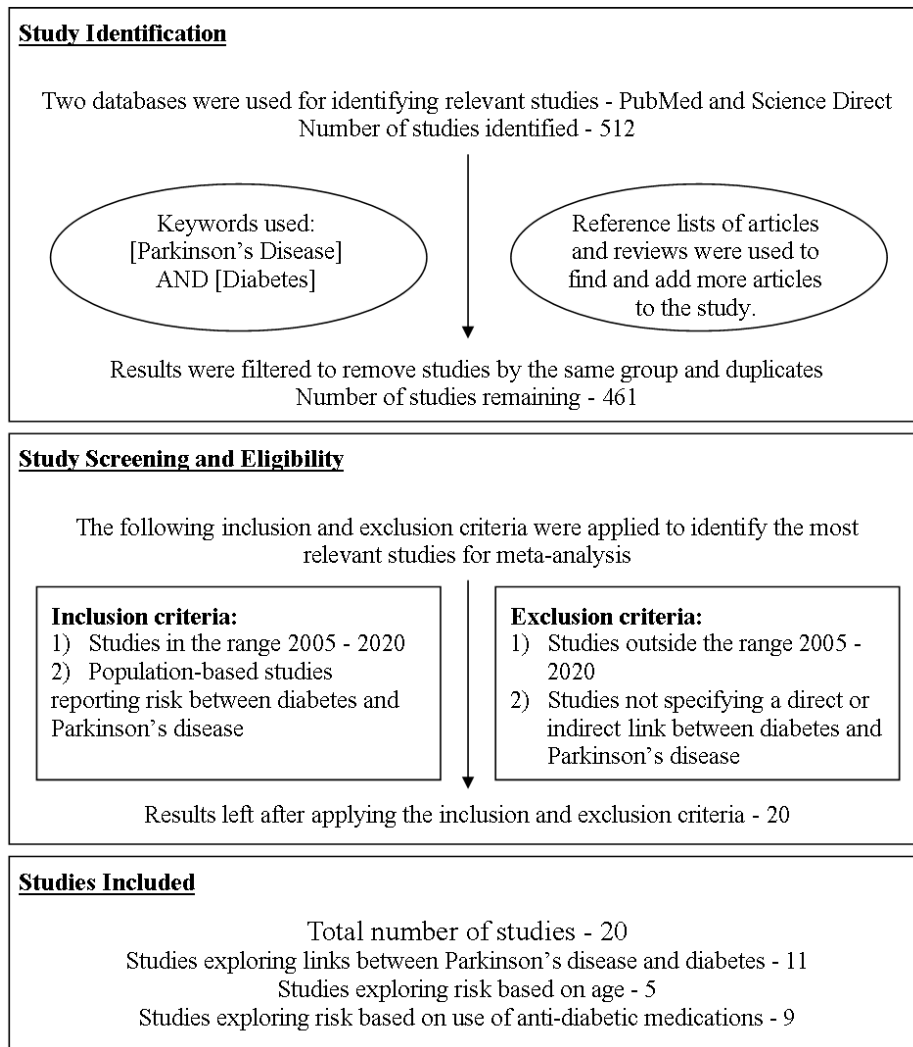 Study Identification
Two databases were used for identifying relevant studies - PubMed and Science Direct
Number of studies identified - 512
Keywords used:
[Parkinson’s Disease]
AND [Diabetes]
Reference lists of articles
and reviews were used to
find and add more articles
to the study.
Results were filtered to remove studies by the same group and duplicates
Number of studies remaining - 461
Study Screening and Eligibility
The following inclusion and exclusion criteria were applied to identify the most
relevant studies for meta-analysis
Inclusion criteria:
1) Studies in the range 2005 - 2020
2) Population-based studies
reporting risk between diabetes and
Parkinson’s disease
Exclusion criteria:
1) Studies outside the range 2005 -
2020
2) Studies not specifying a direct or
indirect link between diabetes and
Parkinson’s disease
Results left after applying the inclusion and exclusion criteria - 20
Studies Included
Total number of studies - 20
Studies exploring links between Parkinson’s disease and diabetes - 11
Studies exploring risk based on age - 5
Studies exploring risk based on use of anti-diabetic medications - 9